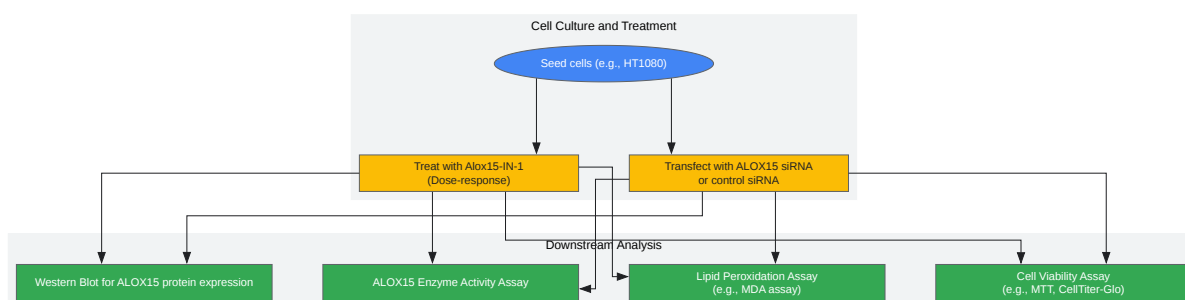 Cell Culture and Treatment
Seed cells (e.g., HT1080)
Treat with Alox15-IN-1
(Dose-response)
Transfect with ALOX15 siRNA
or control siRNA
Downstream Analysis
Western Blot for ALOX15 protein expression
ALOX15 Enzyme Activity Assay
Lipid Peroxidation Assay
(e.g., MDA assay)
Cell Viability Assay
(e.g., MTT, CellTiter-Glo)